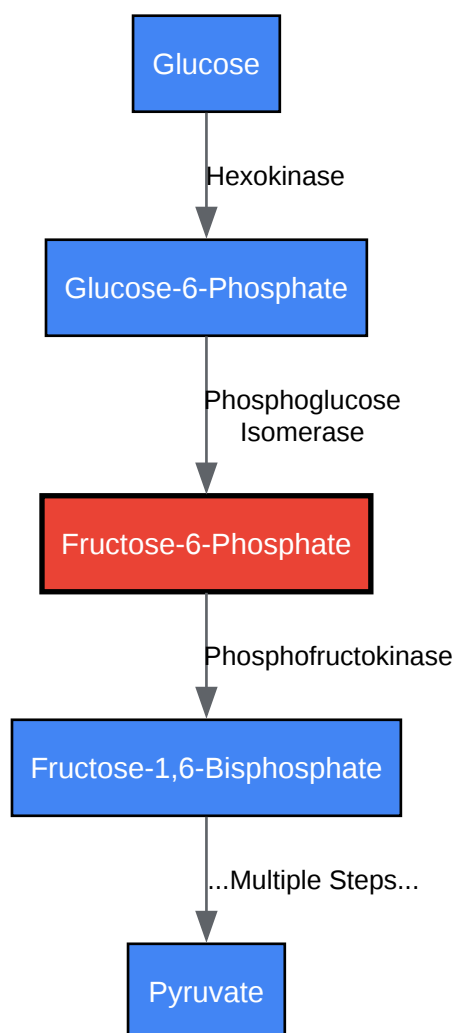 Glucose
Hexokinase
Glucose-6-Phosphate
Phosphoglucose
Isomerase
Fructose-6-Phosphate
Phosphofructokinase
Fructose-1,6-Bisphosphate
...Multiple Steps...
Pyruvate